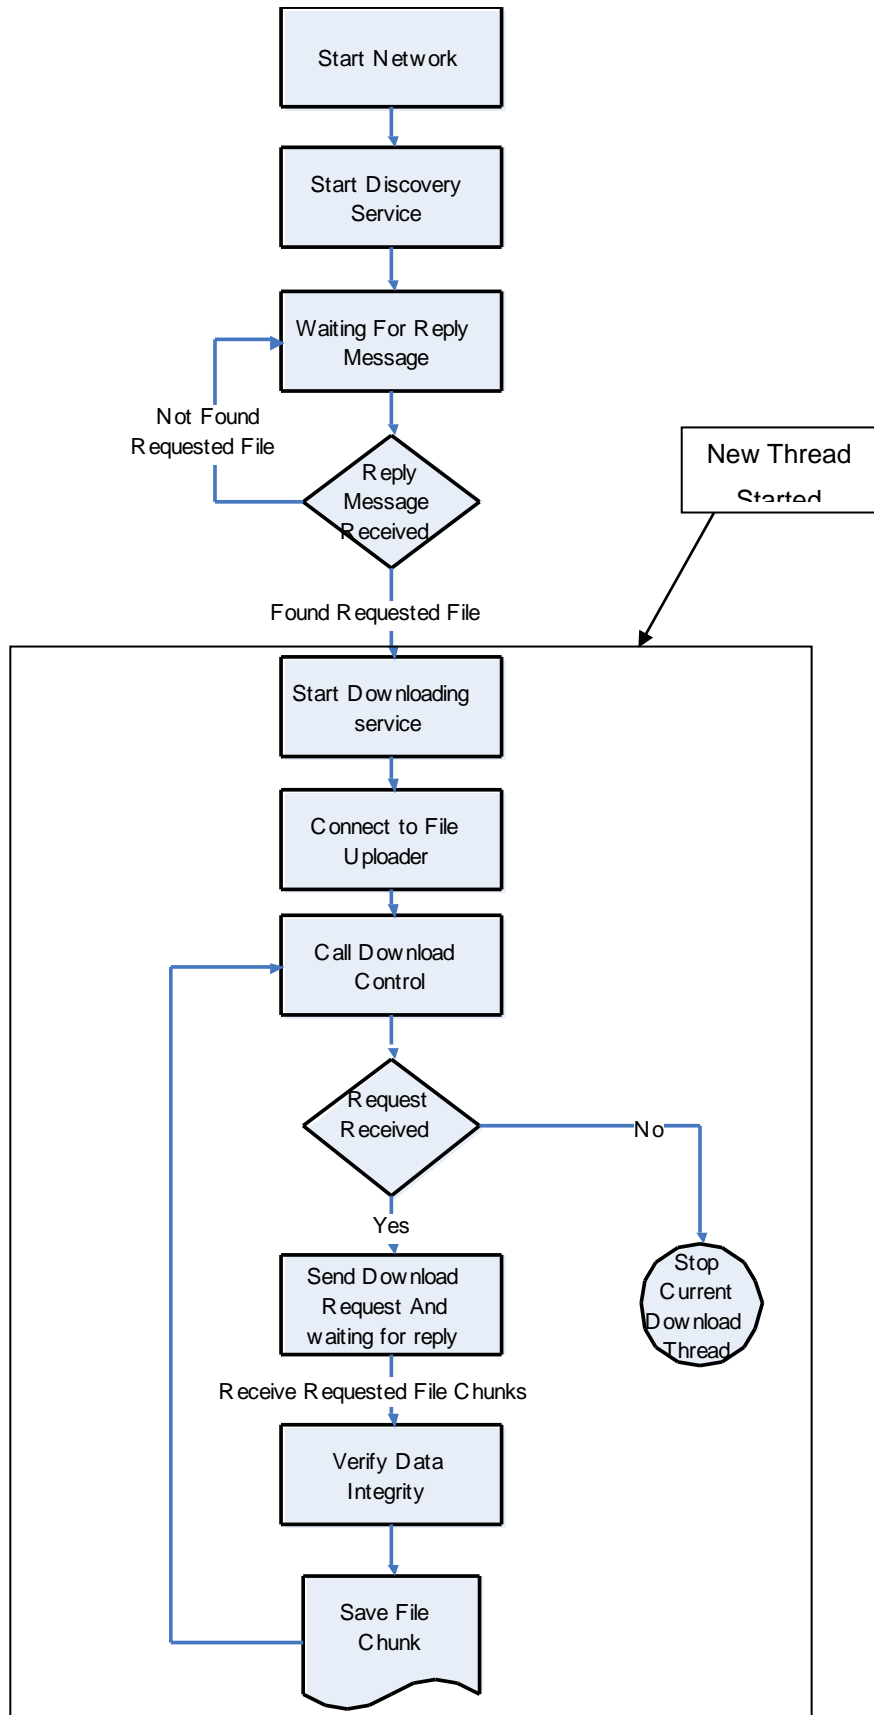 Start Network
Start Discovery
Service
Waiting For Reply
Message
Not Found
Requested File
Reply
Message
Received
New Thread
Started
Found Requested File
Start Downloading
service
Connect to File
Uploader
Call Download
Control
Request
Received
No
Yes
Stop
Current
Download
Thread
Send Download
Request And
waiting for reply
Receive Requested File Chunks
Verify Data
Integrity
Save File
Chunk